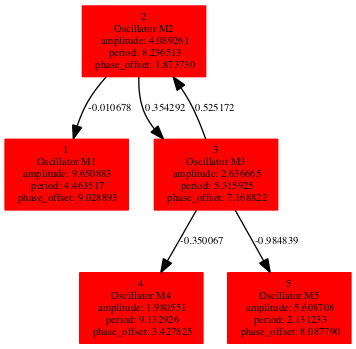 2
Oscillator M2
amplitude: 4.089261
period: 8.236513
phase_offset: 1.873730
-0.010678
0.354292
0.525172
1
Oscillator M1
amplitude: 9.650883
period: 4.463517
phase_offset: 9.028893
3
Oscillator M3
amplitude: 2.636665
period: 5.315925
phase_offset: 7.168822
-0.350067
-0.984839
4
Oscillator M4
amplitude: 1.980551
period: 9.132926
phase_offset: 3.427825
5
Oscillator M5
amplitude: 5.608708
period: 2.131233
phase_offset: 8.087790